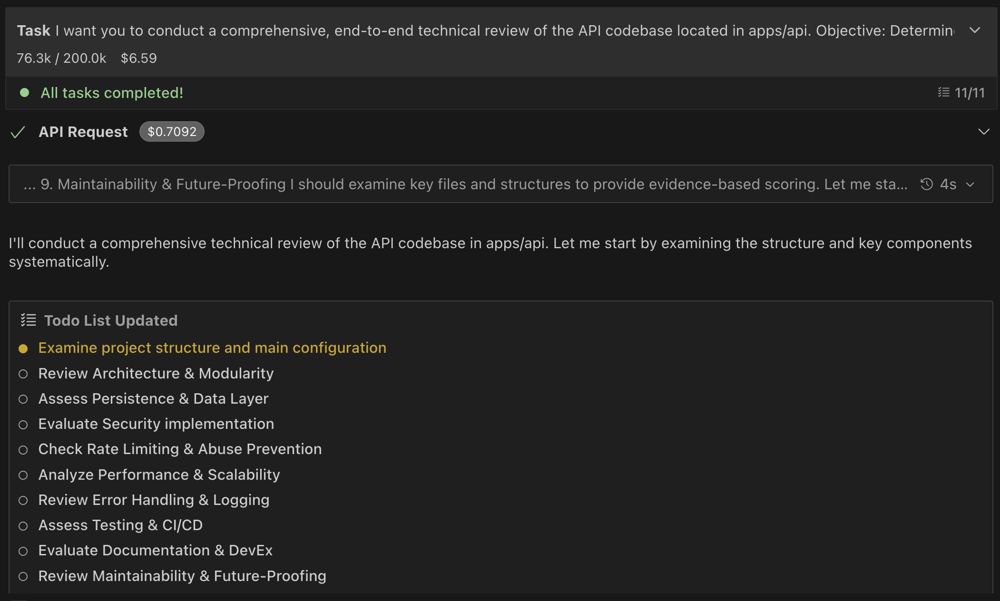 Task I want you to conduct a comprehensive, end-to-end technical review of the API codebase located in apps/api. Objective: Determin
76.3k / 200.0k $6.59
All tasks completed! 11/11
API Request $0.7092
... 9. Maintainability & Future-Proofing I should examine key files and structures to provide evidence-based scoring. Let me sta... 4s
I'll conduct a comprehensive technical review of the API codebase in apps/api. Let me start by examining the structure and key components
systematically.
Todo List Updated
Examine project structure and main configuration
Review Architecture & Modularity
Assess Persistence & Data Layer
Evaluate Security implementation
Check Rate Limiting & Abuse Prevention
Analyze Performance & Scalability
Review Error Handling & Logging
Assess Testing & CI/CD
Evaluate Documentation & DevEx
Review Maintainability & Future-Proofing